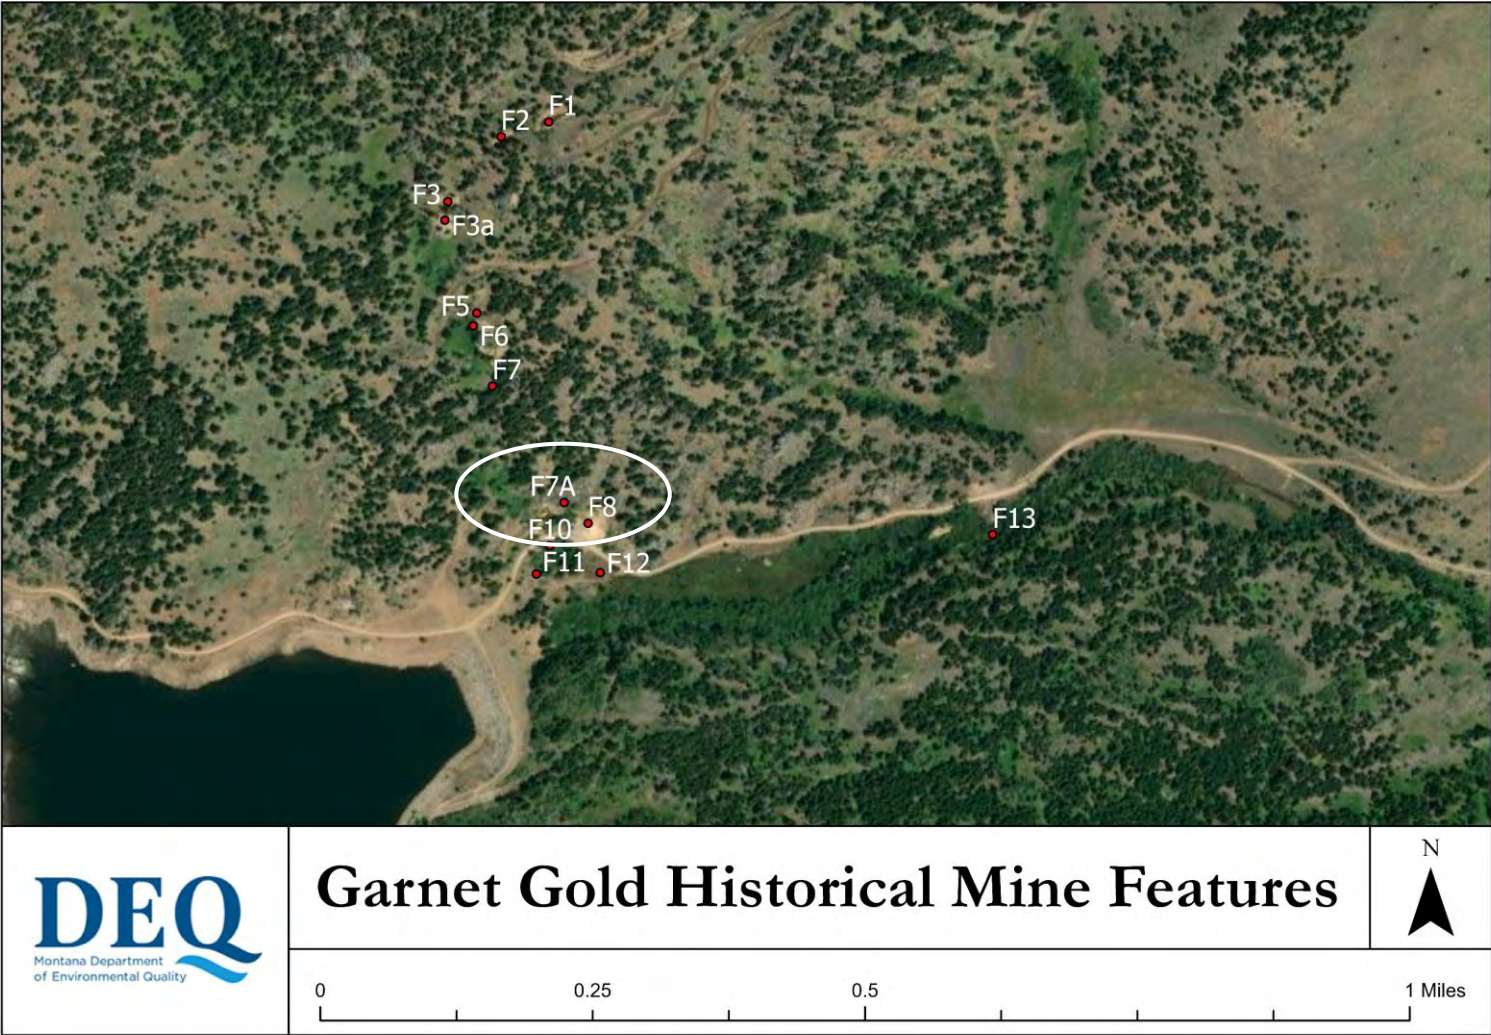 F1
F2
F3
F3a
F5
F6
F7
F7A
F8
F10
F13
F11
F12
DEQ
Montana Department
of Environmental Quality
Garnet Gold Historical Mine Features
N
0
0.25
0.5
1 Miles